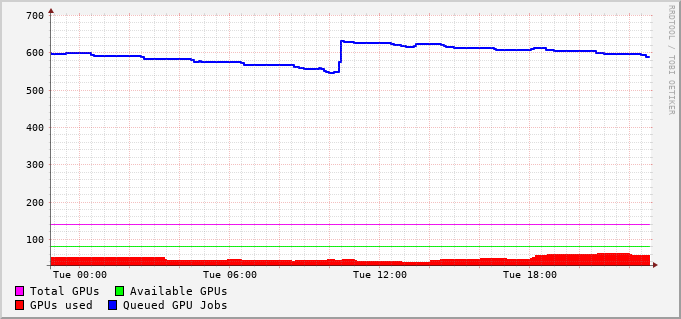 700
600
500
400
300
200
100
Tue 00:00 Tue 06:00 Tue 12:00 Tue 18:00
Total GPUs Available GPUs
GPUs used Queued GPU Jobs
RRDTOOL / TOBI OETIKER